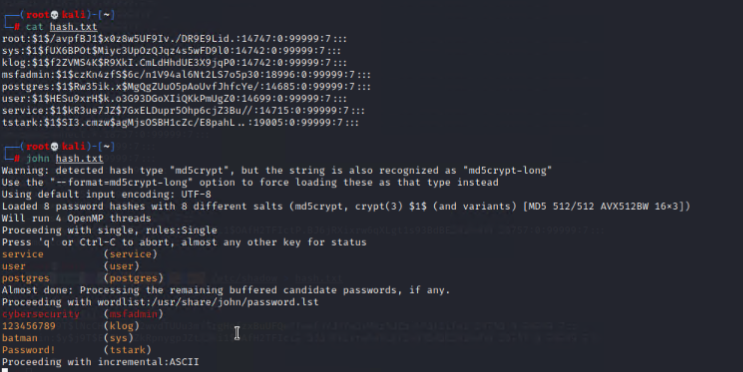 ┌──(root💀kali)-[~]
└─# cat hash.txt
root:$1$/avpfBJ1$x0z8w5UF9Iv./DR9E9Lid.:14747:0:99999:7:::
sys:$1$fUX6BPOt$Miyc3UpOzQJqz4s5wFD9l0:14742:0:99999:7:::
klog:$1$f2ZVMS4K$R9XkI.CmLdHhdUE3X9jqP0:14742:0:99999:7:::
msfadmin:$1$czKn4zfS$6c/n1V94al6Nt2LS7o5p30:18996:0:99999:7:::
postgres:$1$Rw35ik.x$MgQgZUuO5pAoUvfJhfcYe/:14685:0:99999:7:::
user:$1$HESu9xrH$k.o3G93DGoXIiQKkPmUgZ0:14699:0:99999:7:::
service:$1$kR3ue7JZ$7GxELDupr5Ohp6cjZ3Bu//:14715:0:99999:7:::
tstark:$1$SI3.cmzw$agMjsOSBH1cZc/E8pahL..:19005:0:99999:7:::
┌──(root💀kali)-[~]
└─# john hash.txt
Warning: detected hash type "md5crypt", but the string is also recognized as "md5crypt-long"
Use the "--format=md5crypt-long" option to force loading these as that type instead
Using default input encoding: UTF-8
Loaded 8 password hashes with 8 different salts (md5crypt, crypt(3) $1$ (and variants) [MD5 512/512 AVX512BW 16×3])
Will run 4 OpenMP threads
Proceeding with single, rules:Single
Press 'q' or Ctrl-C to abort, almost any other key for status
service (service)
user (user)
postgres (postgres)
Almost done: Processing the remaining buffered candidate passwords, if any.
Proceeding with wordlist:/usr/share/john/password.lst
cybersecurity (msfadmin)
123456789 (klog)
batman (sys)
Password! (tstark)
Proceeding with incremental:ASCII